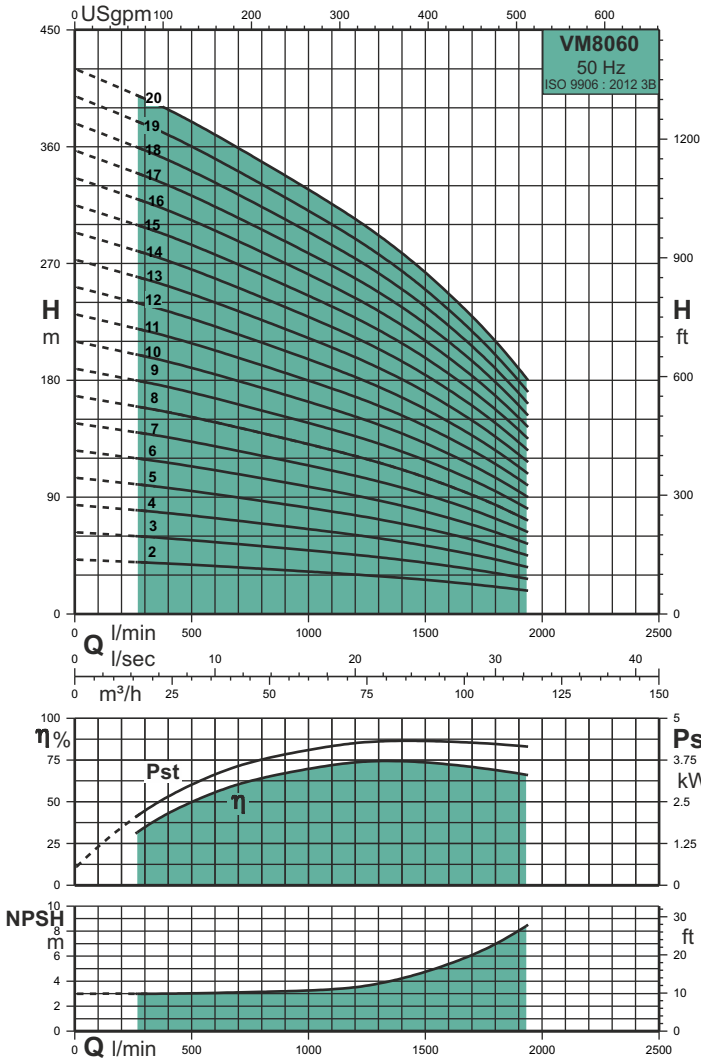 0 USgpm 100 200 300 400 500 600
450
VM8060
50 Hz
ISO 9906 : 2012 3B
20
19
18
17
16
15
14
13
12
11
10
9
8
7
6
5
4
3
2
360
270
H
m
180
90
0
1200
900
H
ft
600
300
0
0 500 1000 1500 2000 2500
Q l/min
0 l/sec 10 20 30 40
0 m³/h 25 50 75 100 125 150
100
η%
75
50
25
0
Pst
η
5
Ps
3.75
kW
2.5
1.25
0
10
NPSH
8
m
6
4
2
0
30
ft
20
10
0
Q l/min
0 500 1000 1500 2000 2500